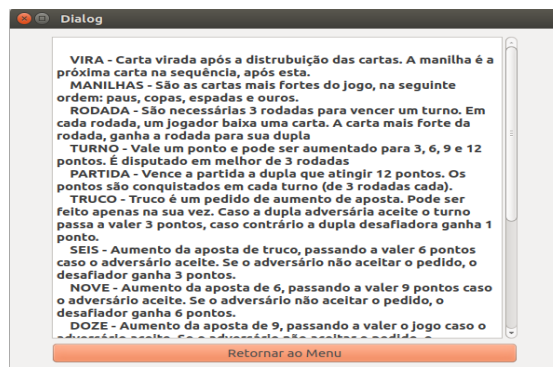 Dialog
VIRA - Carta virada após a distrubuição das cartas. A manilha é a
próxima carta na sequência, após esta.
MANILHAS - São as cartas mais fortes do jogo, na seguinte
ordem: paus, copas, espadas e ouros.
RODADA - São necessárias 3 rodadas para vencer um turno. Em
cada rodada, um jogador baixa uma carta. A carta mais forte da
rodada, ganha a rodada para sua dupla
TURNO - Vale um ponto e pode ser aumentado para 3, 6, 9 e 12
pontos. É disputado em melhor de 3 rodadas
PARTIDA - Vence a partida a dupla que atingir 12 pontos. Os
pontos são conquistados em cada turno (de 3 rodadas cada).
TRUCO - Truco é um pedido de aumento de aposta. Pode ser
feito apenas na sua vez. Caso a dupla adversária aceite o turno
passa a valer 3 pontos, caso contrário a dupla desafiadora ganha 1
ponto.
SEIS - Aumento da aposta de truco, passando a valer 6 pontos
caso o adversário aceite. Se o adversário não aceitar o pedido, o
desafiador ganha 3 pontos.
NOVE - Aumento da aposta de 6, passando a valer 9 pontos caso
o adversário aceite. Se o adversário não aceitar o pedido, o
desafiador ganha 6 pontos.
DOZE - Aumento da aposta de 9, passando a valer o jogo caso o
adversário aceite. Se o adversário não aceitar o pedido, o
Retornar ao Menu